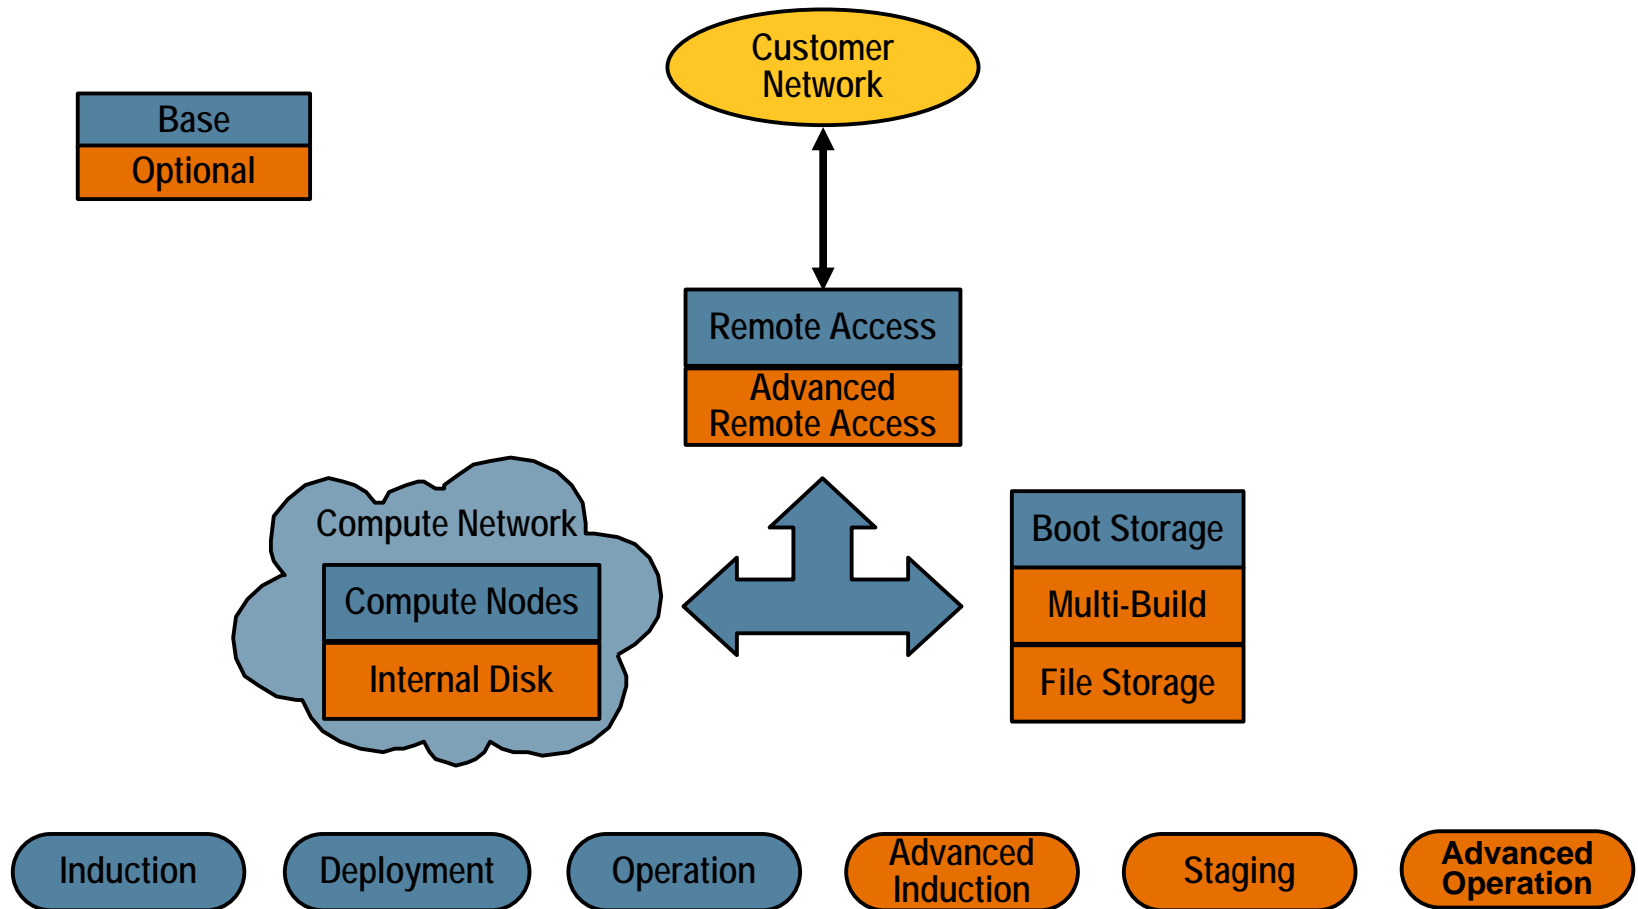 Customer
Network
Base
Optional
Remote Access
Advanced
Remote Access
Compute Network
Compute Nodes
Internal Disk
Boot Storage
Multi-Build
File Storage
Induction
Deployment
Operation
Advanced
Induction
Staging
Advanced
Operation